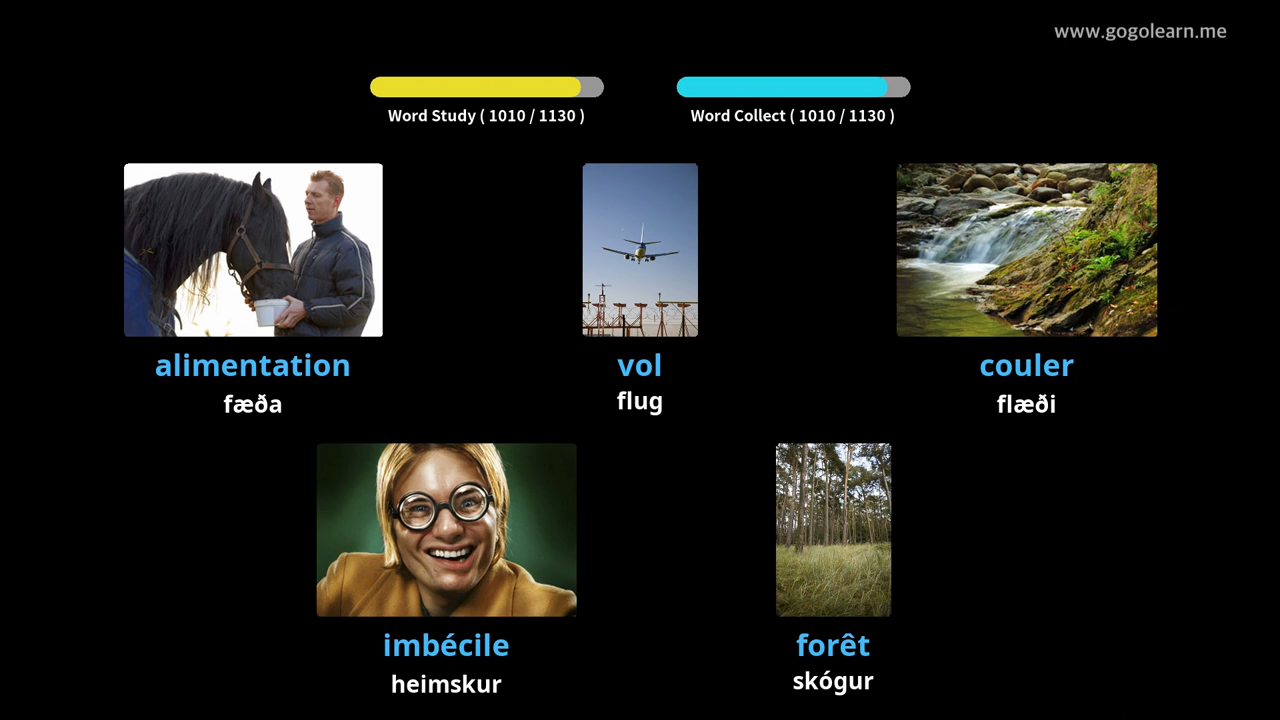 www.gogolearn.me
Word Study ( 1010 / 1130 )
Word Collect ( 1010 / 1130 )
alimentation
fæða
vol
flug
couler
flæði
imbécile
heimskur
forêt
skógur